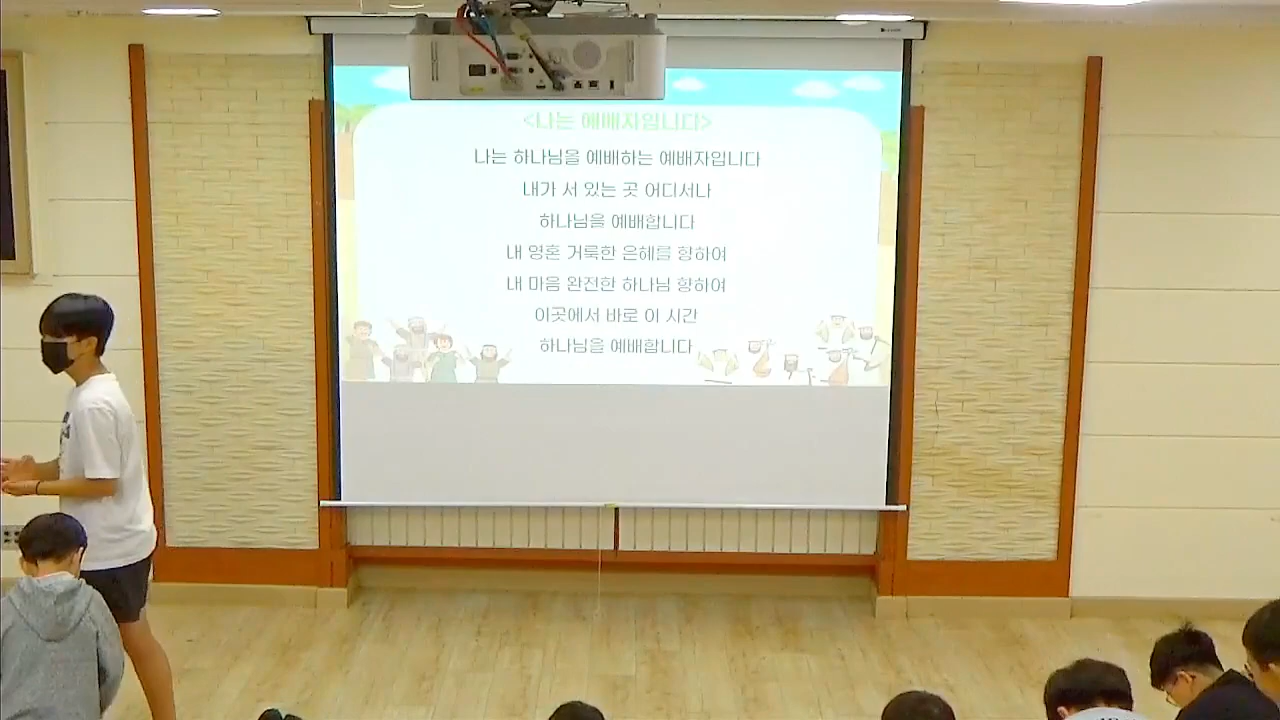 <나는 예배자입니다>
나는 하나님을 예배하는 예배자입니다
내가 서 있는 곳 어디서나
하나님을 예배합니다
내 영혼 거룩한 은혜를 향하여
내 마음 완전한 하나님 향하여
이곳에서 바로 이 시간
하나님을 예배합니다